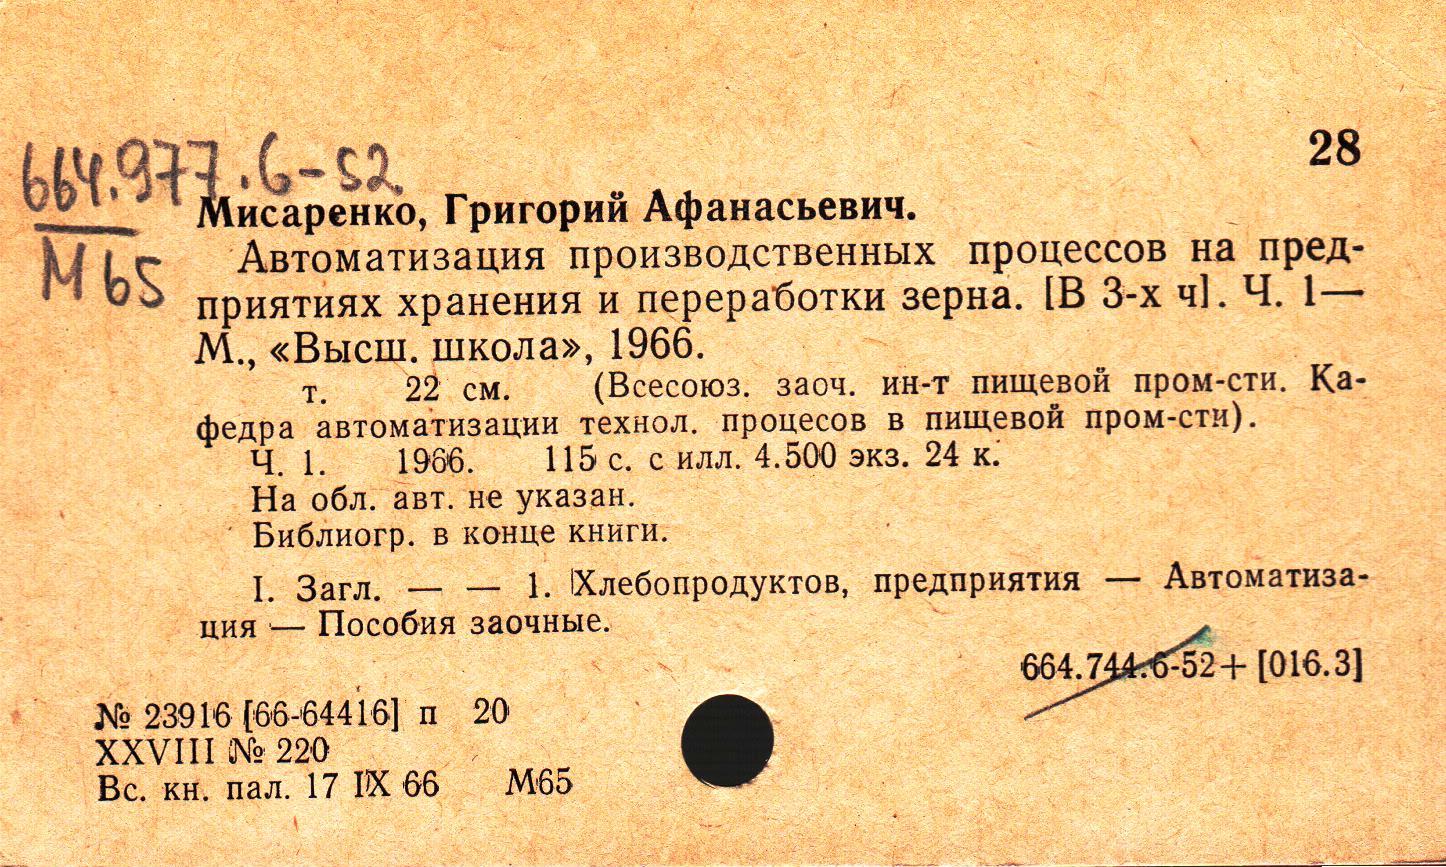 28
664.977.6-52
М65
Мисаренко, Григорий Афанасьевич.
Автоматизация производственных процессов на пред-
приятиях хранения и переработки зерна. [В 3-х ч]. Ч. 1—
М., «Высш. школа», 1966.
т. 22 см. (Всесоюз. заоч. ин-т пищевой пром-сти. Ка-
федра автоматизации технол. процесов в пищевой пром-сти).
Ч. 1. 1966. 115 с. с илл. 4.500 экз. 24 к.
На обл. авт. не указан.
Библиогр. в конце книги.
I. Загл. — — 1. Хлебопродуктов, предприятия — Автоматиза-
ция — Пособия заочные.
664.744.6-52+[016.3]
№ 23916 [66-64416] п 20
XXVIII № 220
Вс. кн. пал. 17 IX 66 М65